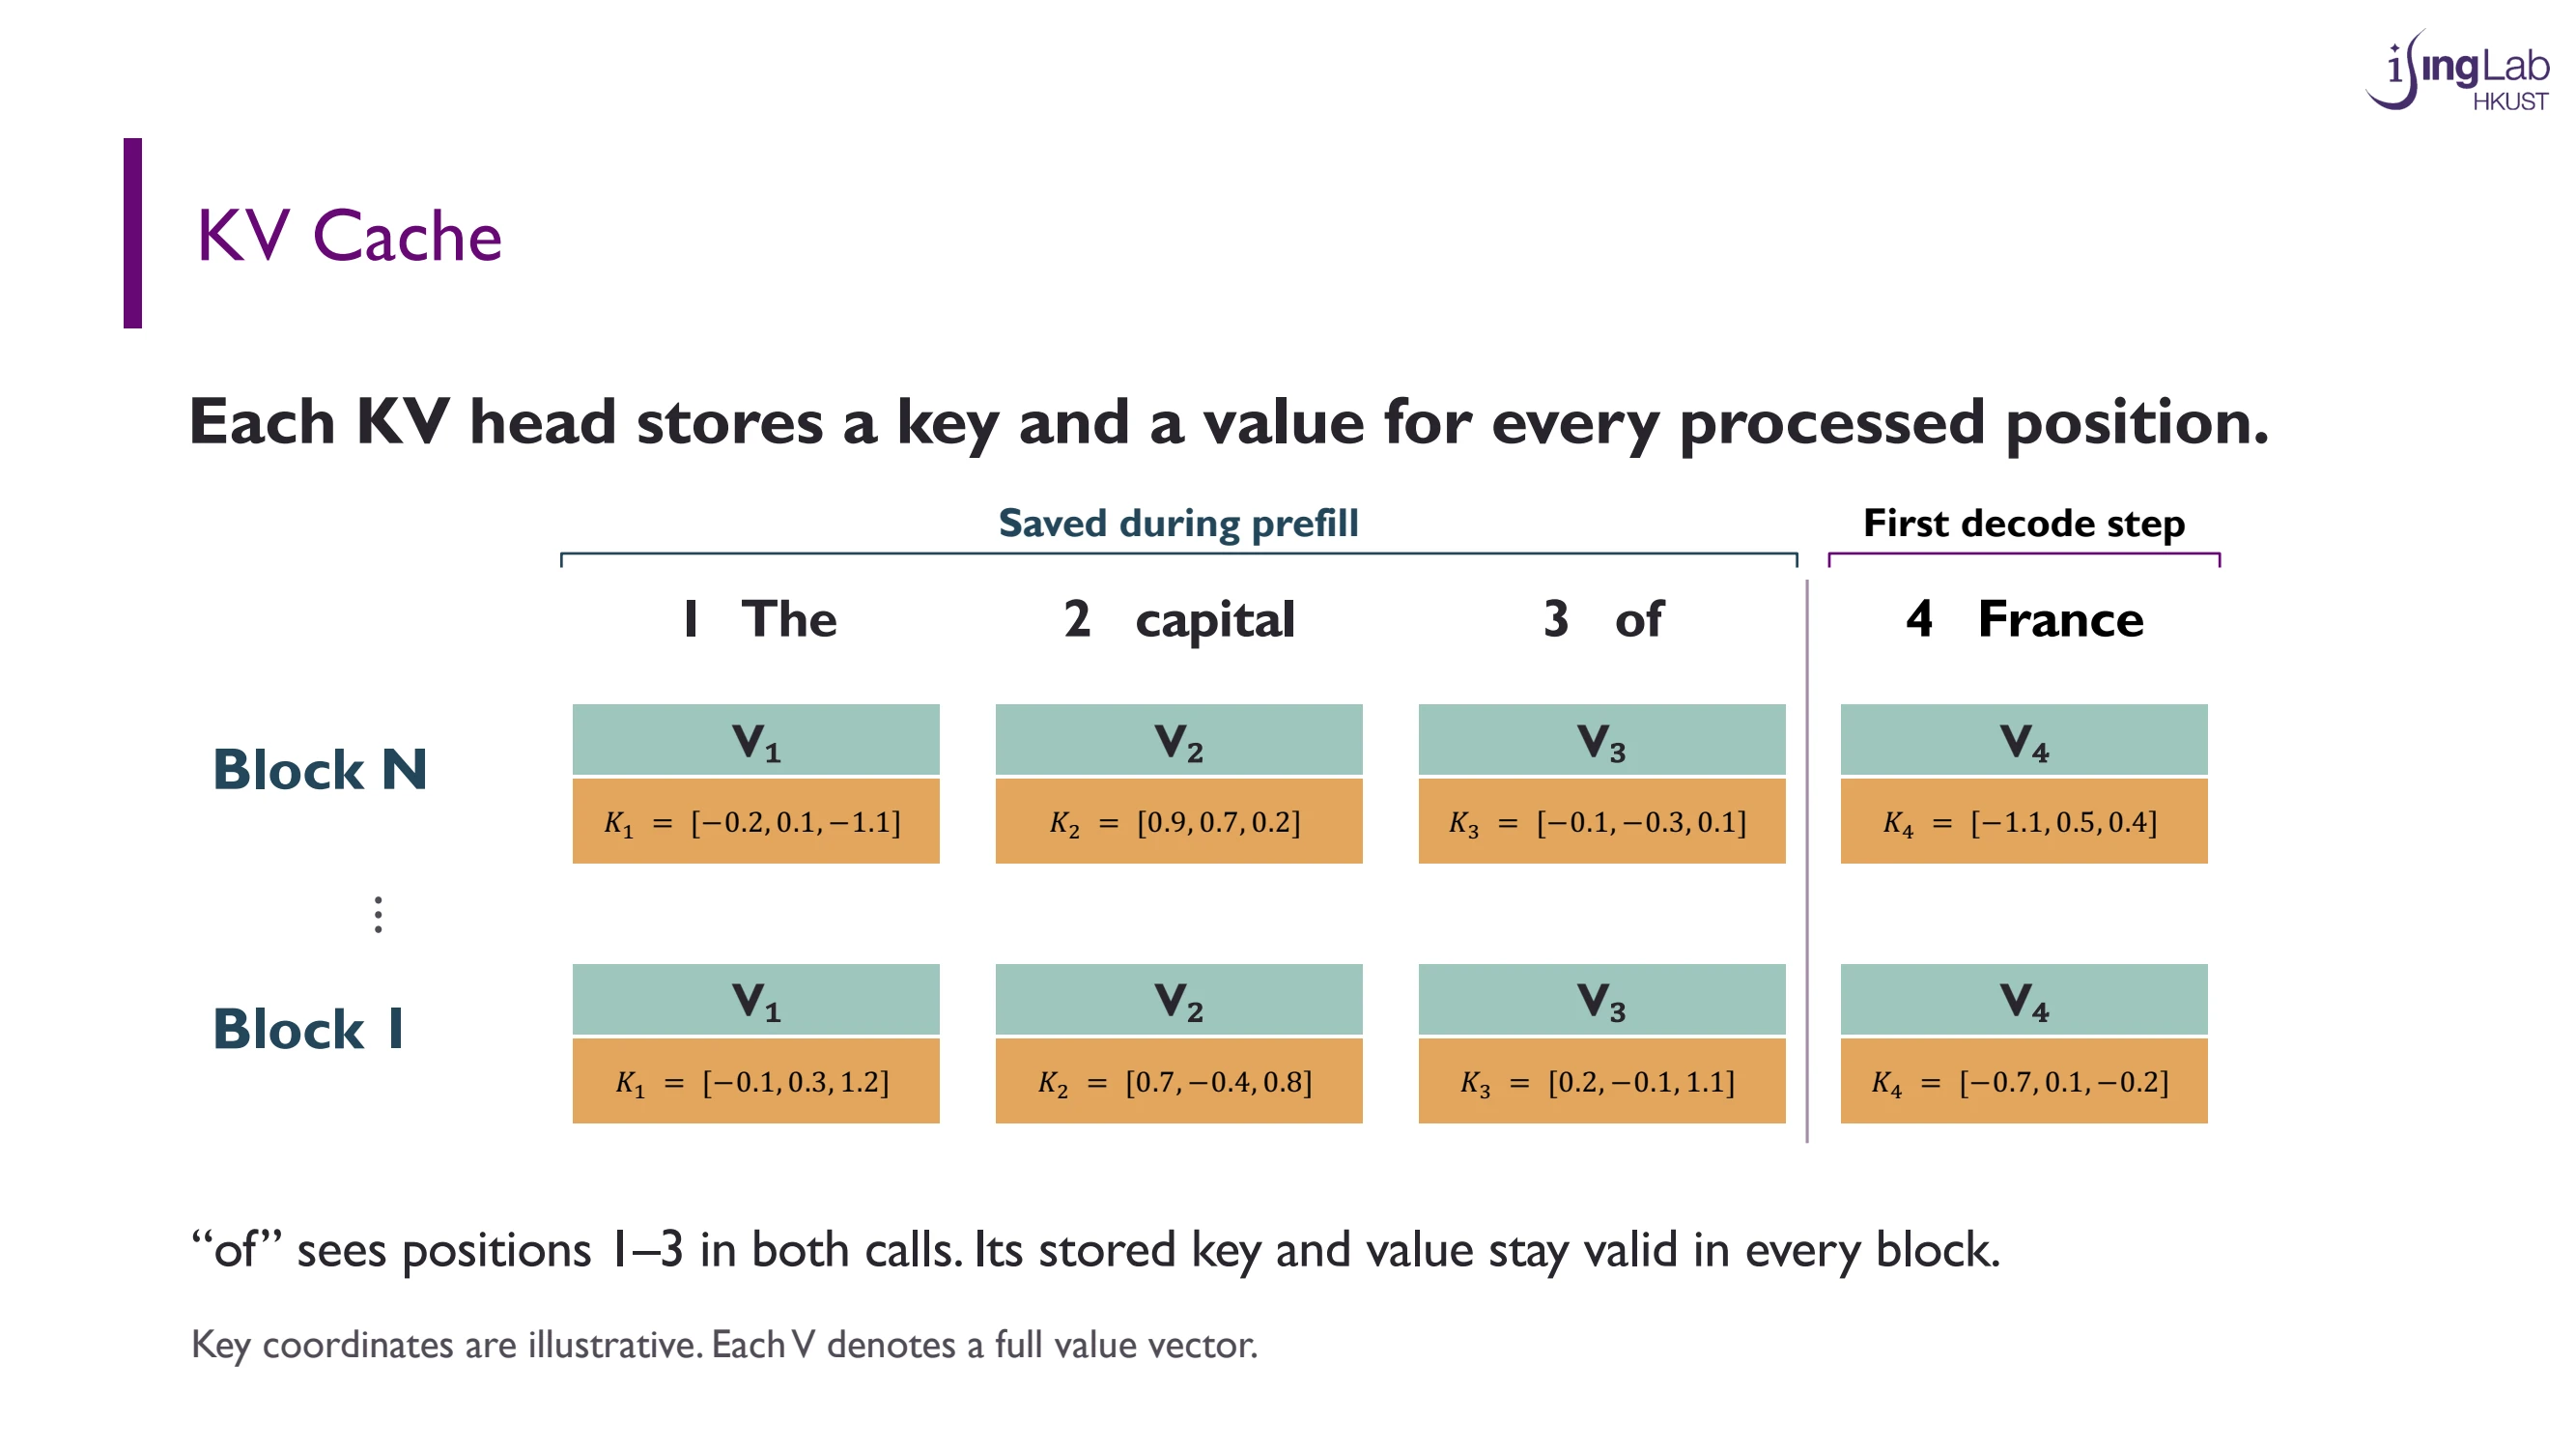 iSingLab
HKUST
KV Cache
Each KV head stores a key and a value for every processed position.
Saved during prefill
First decode step
1 The
2 capital
3 of
4 France
Block N
V₁
V₂
V₃
V₄
K₁ = [−0.2, 0.1, −1.1]
K₂ = [0.9, 0.7, 0.2]
K₃ = [−0.1, −0.3, 0.1]
K₄ = [−1.1, 0.5, 0.4]
⋮
Block 1
V₁
V₂
V₃
V₄
K₁ = [−0.1, 0.3, 1.2]
K₂ = [0.7, −0.4, 0.8]
K₃ = [0.2, −0.1, 1.1]
K₄ = [−0.7, 0.1, −0.2]
“of” sees positions 1–3 in both calls. Its stored key and value stay valid in every block.
Key coordinates are illustrative. Each V denotes a full value vector.